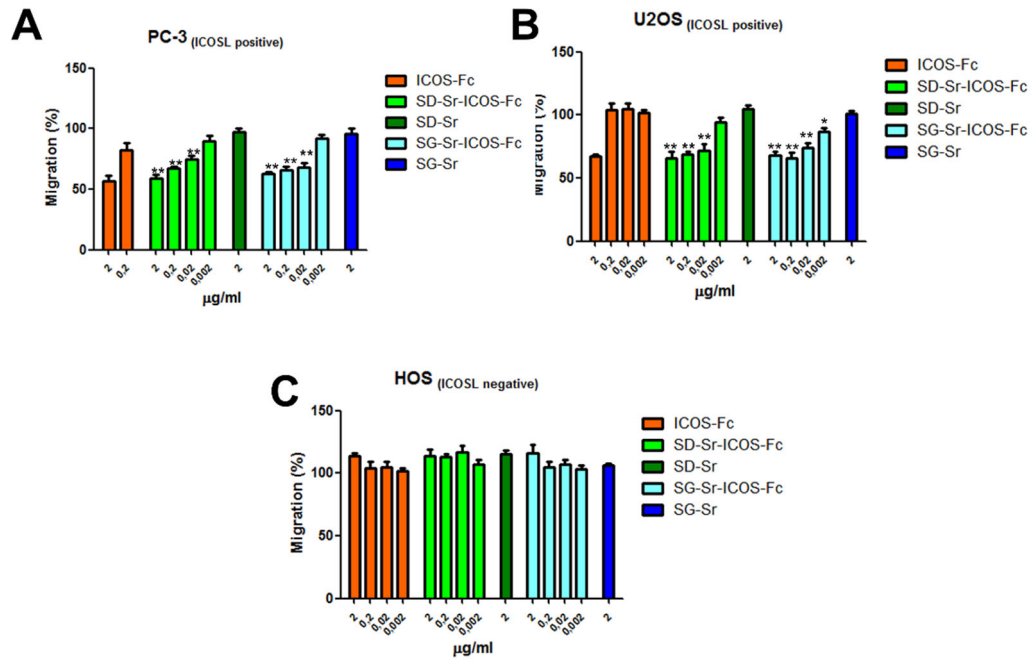 A
PC-3 (ICOSL positive)
150
100
50
0
Migration (%)
** ** **
** ** **
2 0,2 2 0,2 0,02 0,002 2 2 0,2 0,02 0,002 2
µg/ml
ICOS-Fc
SD-Sr-ICOS-Fc
SD-Sr
SG-Sr-ICOS-Fc
SG-Sr
B
U2OS (ICOSL positive)
150
100
50
0
Migration (%)
** ** **
** ** ** *
2 0,2 0,02 0,002 2 0,2 0,02 0,002 2 2 0,2 0,02 0,002 2
µg/ml
ICOS-Fc
SD-Sr-ICOS-Fc
SD-Sr
SG-Sr-ICOS-Fc
SG-Sr
C
HOS (ICOSL negative)
150
100
50
0
Migration (%)
2 0,2 0,02 0,002 2 0,2 0,02 0,002 2 2 0,2 0,02 0,002 2
µg/ml
ICOS-Fc
SD-Sr-ICOS-Fc
SD-Sr
SG-Sr-ICOS-Fc
SG-Sr